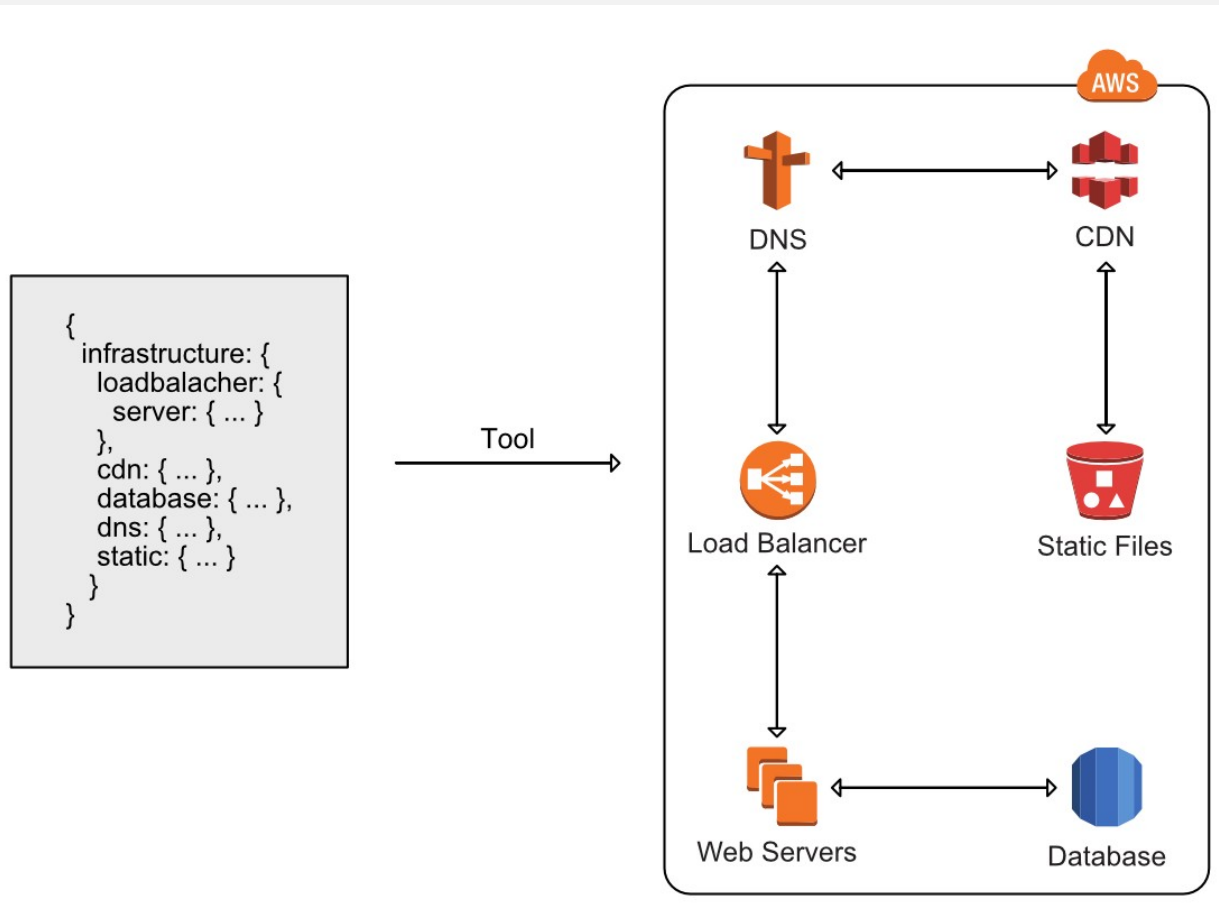 {
infrastructure: {
loadbalacher: {
server: { ... }
},
cdn: { ... },
database: { ... },
dns: { ... },
static: { ... }
}
}
Tool
AWS
DNS
CDN
Load Balancer
Static Files
Web Servers
Database